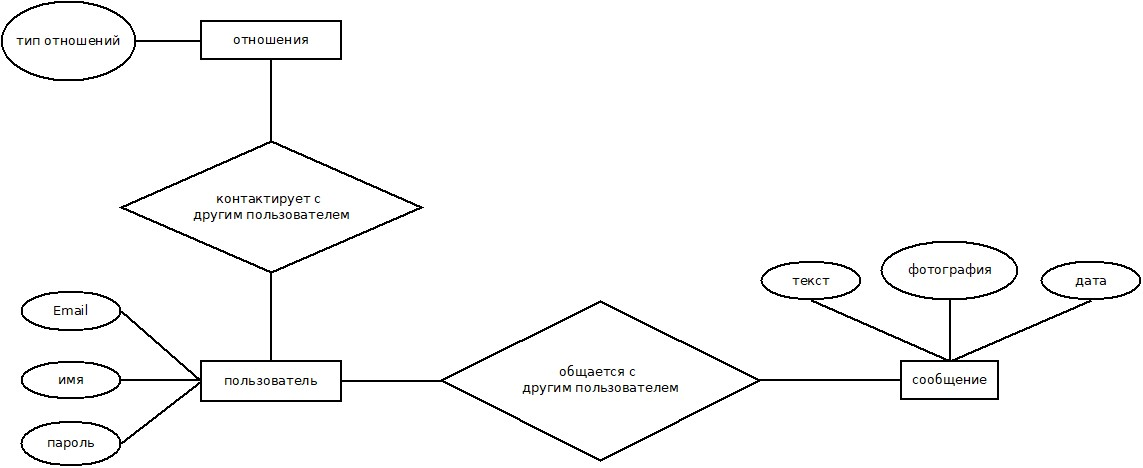 тип отношений
отношения
контактирует с
другим пользователем
Email
имя
пароль
пользователь
общается с
другим пользователем
текст
фотография
дата
сообщение